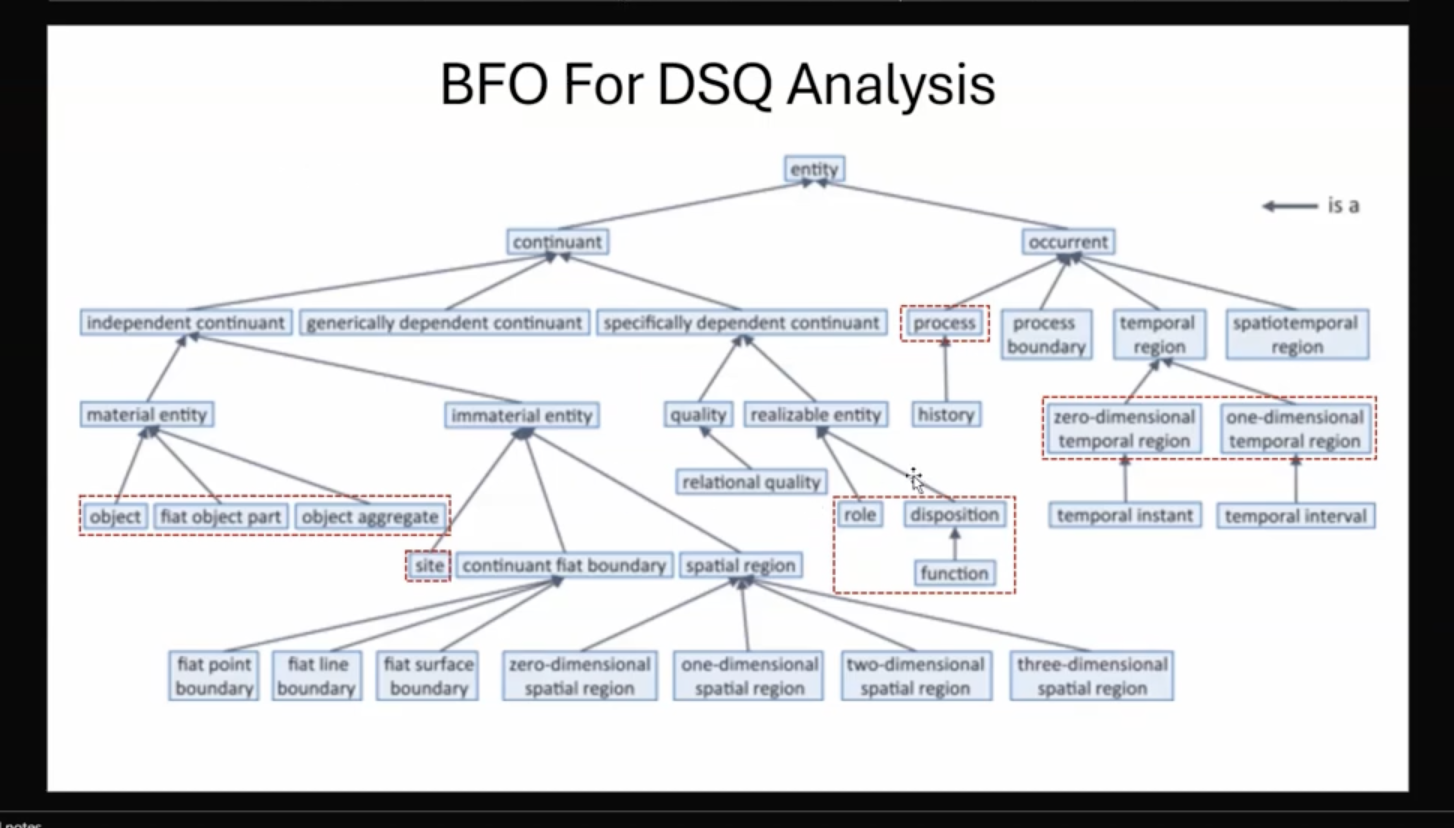 BFO For DSQ Analysis
entity
is a
continuant
occurrent
independent continuant
generically dependent continuant
specifically dependent continuant
process
process
boundary
temporal
region
spatiotemporal
region
material entity
immaterial entity
quality
realizable entity
history
zero-dimensional
temporal region
one-dimensional
temporal region
relational quality
object
fiat object part
object aggregate
role
disposition
temporal instant
temporal interval
site
continuant fiat boundary
spatial region
function
fiat point
boundary
fiat line
boundary
fiat surface
boundary
zero-dimensional
spatial region
one-dimensional
spatial region
two-dimensional
spatial region
three-dimensional
spatial region
notes